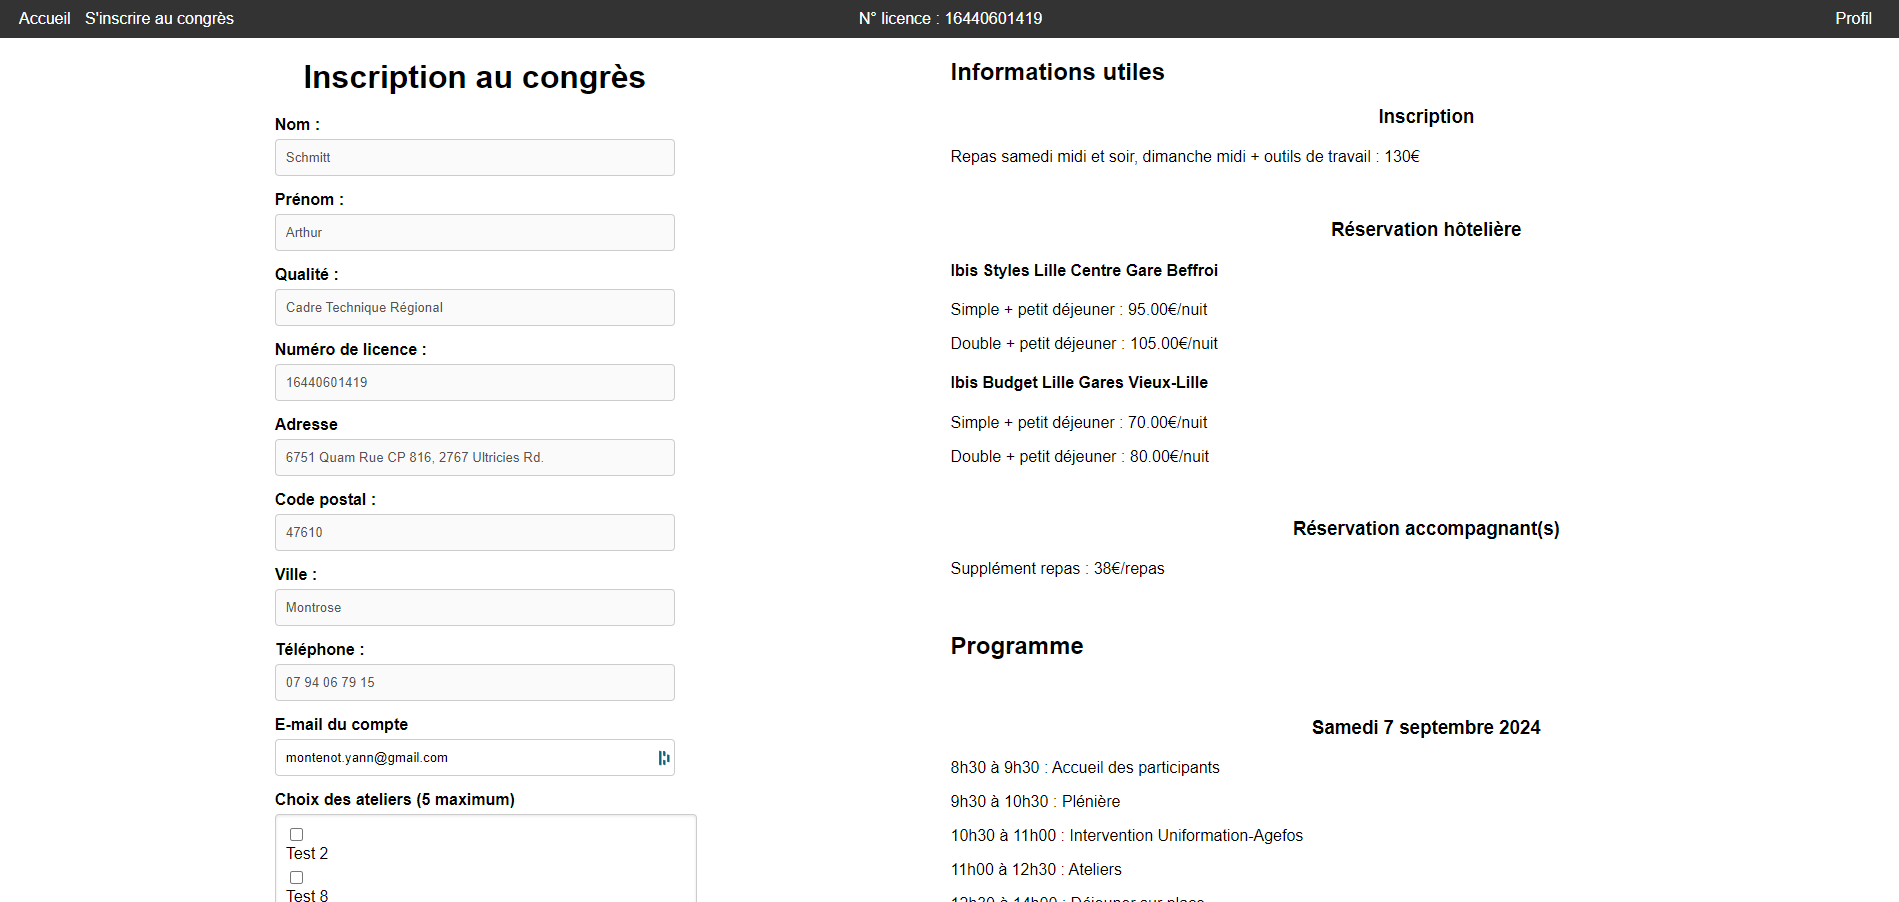 Accueil S'inscrire au congrès N° licence : 16440601419 Profil
Inscription au congrès
Nom :
Schmitt
Prénom :
Arthur
Qualité :
Cadre Technique Régional
Numéro de licence :
16440601419
Adresse
6751 Quam Rue CP 816, 2767 Ultricies Rd.
Code postal :
47610
Ville :
Montrose
Téléphone :
07 94 06 79 15
E-mail du compte
montenot.yann@gmail.com
Choix des ateliers (5 maximum)
Test 2
Test 8
Informations utiles
Inscription
Repas samedi midi et soir, dimanche midi + outils de travail : 130€
Réservation hôtelière
Ibis Styles Lille Centre Gare Beffroi
Simple + petit déjeuner : 95.00€/nuit
Double + petit déjeuner : 105.00€/nuit
Ibis Budget Lille Gares Vieux-Lille
Simple + petit déjeuner : 70.00€/nuit
Double + petit déjeuner : 80.00€/nuit
Réservation accompagnant(s)
Supplément repas : 38€/repas
Programme
Samedi 7 septembre 2024
8h30 à 9h30 : Accueil des participants
9h30 à 10h30 : Plénière
10h30 à 11h00 : Intervention Uniformation-Agefos
11h00 à 12h30 : Ateliers
12h30 à 14h00 : Déjeuner sur place